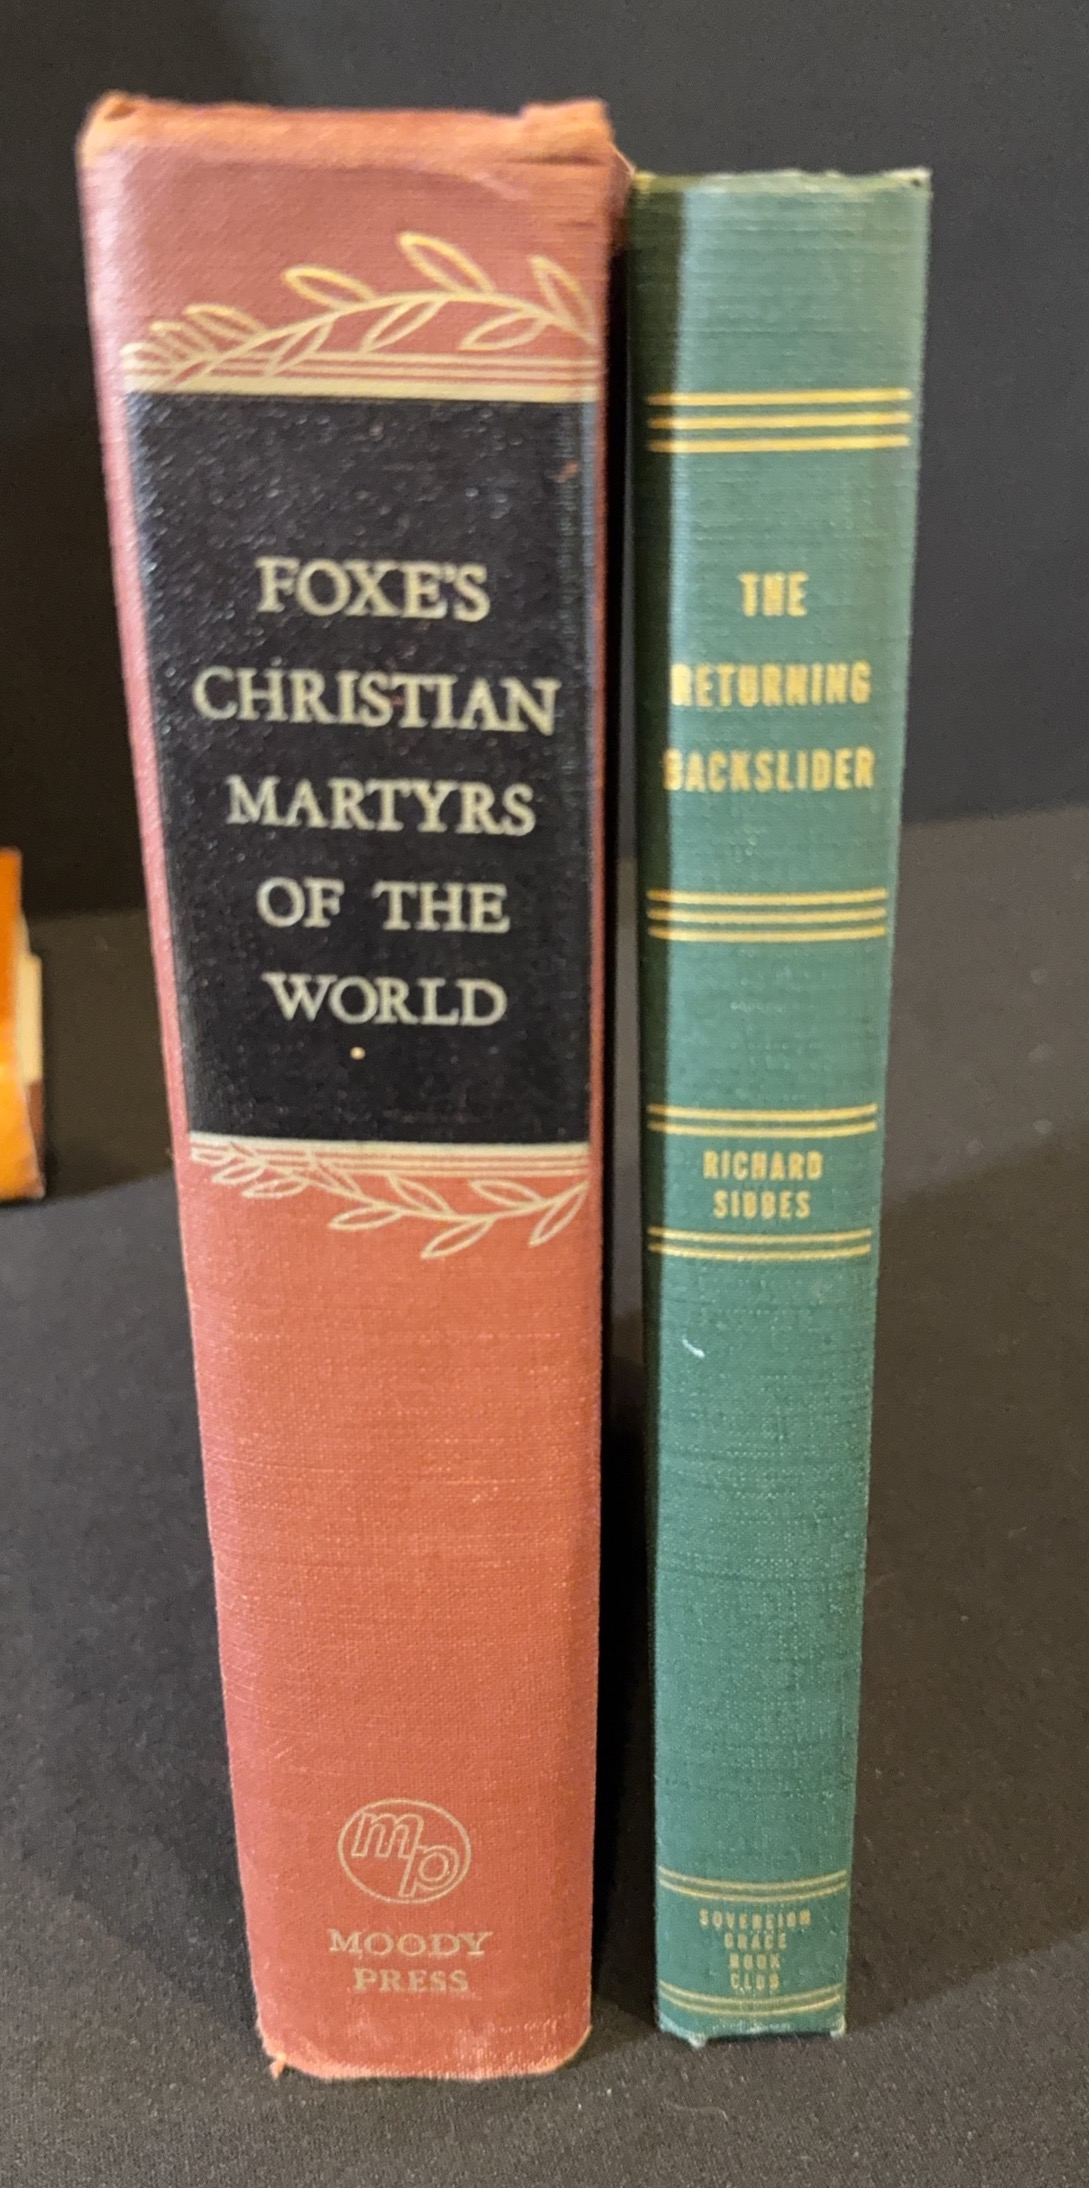 FOXE'S
CHRISTIAN
MARTYRS
OF THE
WORLD
mp
MOODY
PRESS
THE
RETURNING
BACKSLIDER
RICHARD
SIBBES
SOVEREIGN
GRACE
BOOK
CLUB